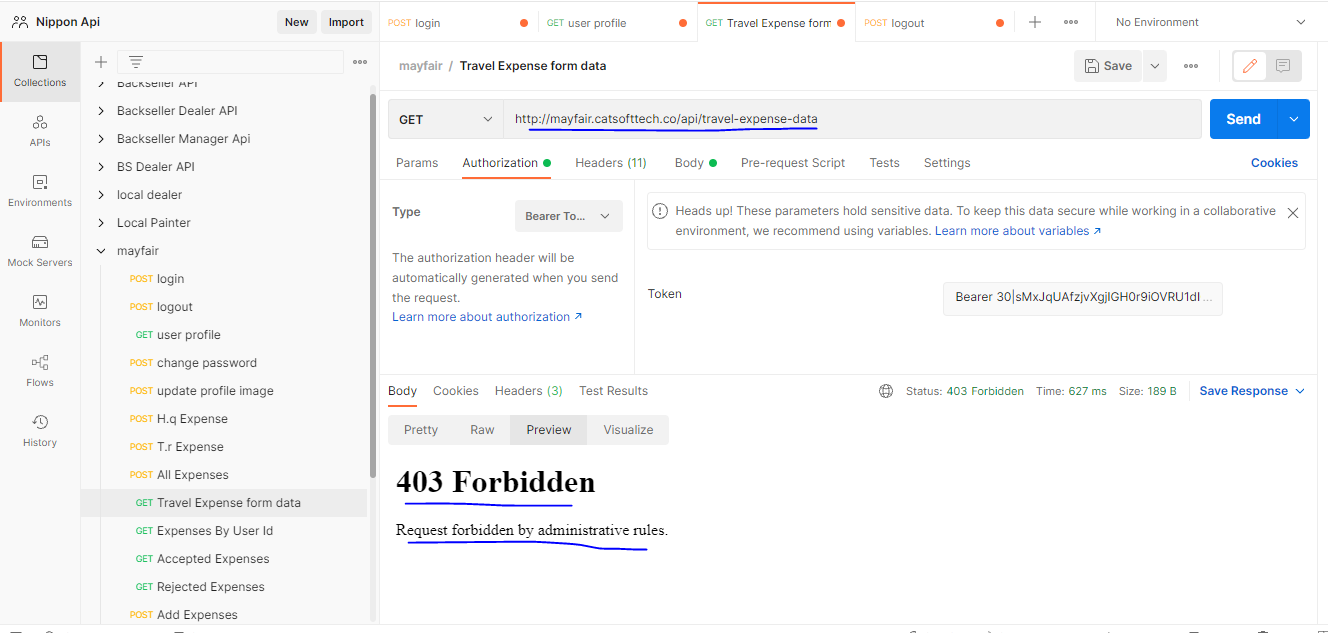 Nippon Api
New
Import
POST login
GET user profile
GET Travel Expense form
POST logout
No Environment
Collections
APIs
Environments
Mock Servers
Monitors
Flows
History
Backseller API
Backseller Dealer API
Backseller Manager Api
BS Dealer API
local dealer
Local Painter
mayfair
POST login
POST logout
GET user profile
POST change password
POST update profile image
POST H.q Expense
POST T.r Expense
POST All Expenses
GET Travel Expense form data
GET Expenses By User Id
GET Accepted Expenses
GET Rejected Expenses
POST Add Expenses
mayfair / Travel Expense form data
Save
GET
http://mayfair.catsofttech.co/api/travel-expense-data
Send
Params
Authorization
Headers (11)
Body
Pre-request Script
Tests
Settings
Cookies
Type
Bearer To...
The authorization header will be
automatically generated when you send
the request.
Learn more about authorization ↗
Heads up! These parameters hold sensitive data. To keep this data secure while working in a collaborative
environment, we recommend using variables. Learn more about variables ↗
Token
Bearer 30|sMxJqUAfzjvXgjlGH0r9iOVRU1dI ...
Body
Cookies
Headers (3)
Test Results
Status: 403 Forbidden
Time: 627 ms
Size: 189 B
Save Response
Pretty
Raw
Preview
Visualize
403 Forbidden
Request forbidden by administrative rules.